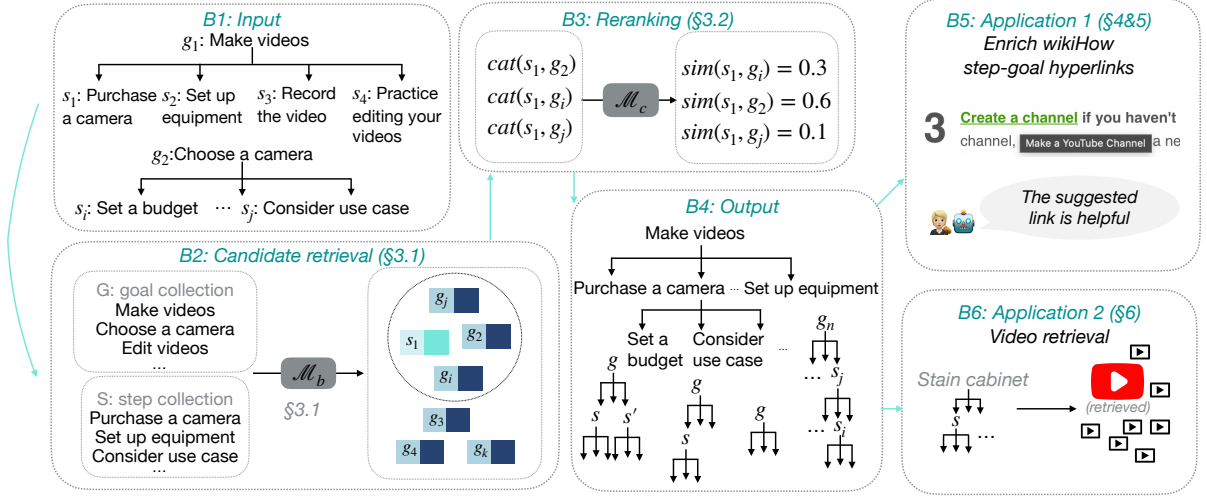 B1: Input
g₁: Make videos
s₁: Purchase a camera
s₂: Set up equipment
s₃: Record the video
s₄: Practice editing your videos
g₂:Choose a camera
sᵢ: Set a budget ... sⱼ: Consider use case
B2: Candidate retrieval (§3.1)
G: goal collection
Make videos
Choose a camera
Edit videos
...
S: step collection
Purchase a camera
Set up equipment
Consider use case
...
ℳ_b
§3.1
gⱼ
s₁
g₂
gᵢ
g₃
g₄
gₖ
B3: Reranking (§3.2)
cat(s₁, g₂)
cat(s₁, gᵢ)
cat(s₁, gⱼ)
ℳ_c
sim(s₁, gᵢ) = 0.3
sim(s₁, g₂) = 0.6
sim(s₁, gⱼ) = 0.1
B4: Output
Make videos
Purchase a camera ... Set up equipment
Set a budget
Consider use case
...
gₙ
... sⱼ
... sᵢ
g
s s′
g
s
g
B5: Application 1 (§4&5)
Enrich wikiHow
step-goal hyperlinks
3 Create a channel if you haven't
channel, Make a YouTube Channel a ne
The suggested
link is helpful
B6: Application 2 (§6)
Video retrieval
Stain cabinet
s ...
(retrieved)